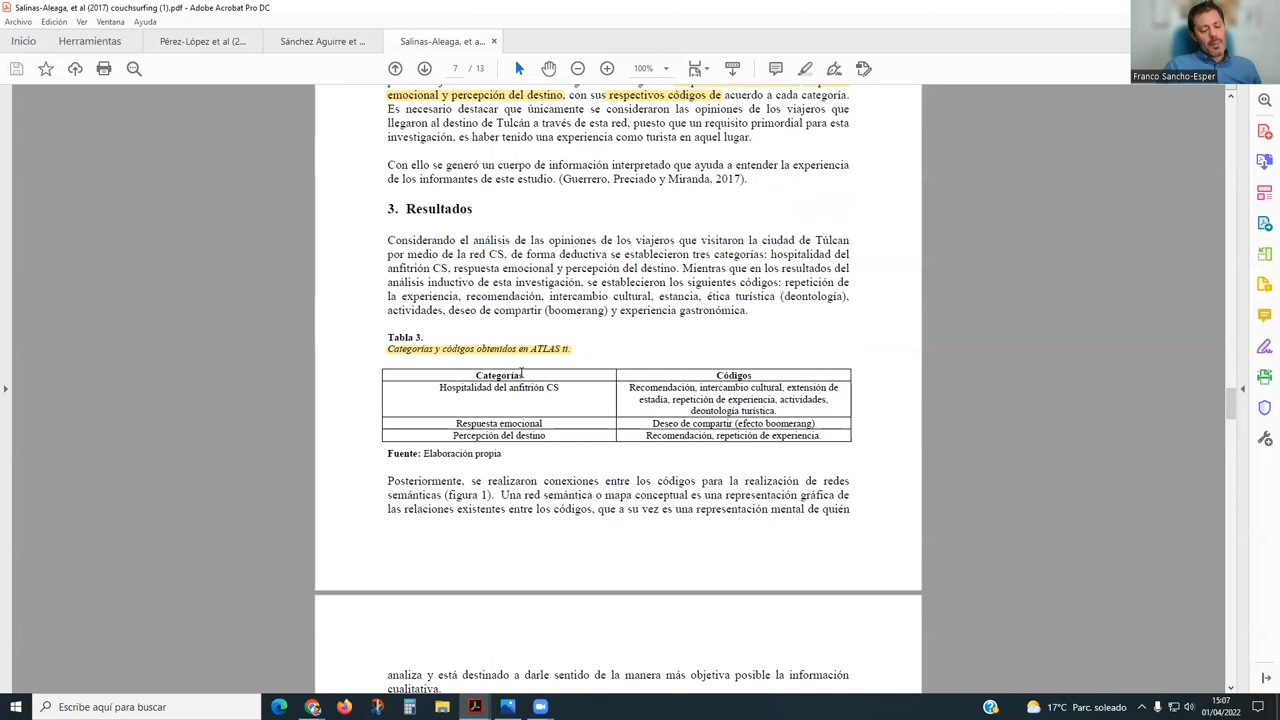 Salinas-Aleaga, et al (2017) couchsurfing (1).pdf - Adobe Acrobat Pro DC
Archivo Edición Ver Ventana Ayuda
Inicio Herramientas Pérez-López et al (2... Sánchez Aguirre et ... Salinas-Aleaga, et a... ×
7 / 13 100%
Franco Sancho-Esper
emocional y percepción del destino, con sus respectivos códigos de acuerdo a cada categoría.
Es necesario destacar que únicamente se consideraron las opiniones de los viajeros que
llegaron al destino de Tulcán a través de esta red, puesto que un requisito primordial para esta
investigación, es haber tenido una experiencia como turista en aquel lugar.
Con ello se generó un cuerpo de información interpretado que ayuda a entender la experiencia
de los informantes de este estudio. (Guerrero, Preciado y Miranda, 2017).
3. Resultados
Considerando el análisis de las opiniones de los viajeros que visitaron la ciudad de Túlcan
por medio de la red CS, de forma deductiva se establecieron tres categorías: hospitalidad del
anfitrión CS, respuesta emocional y percepción del destino. Mientras que en los resultados del
análisis inductivo de esta investigación, se establecieron los siguientes códigos: repetición de
la experiencia, recomendación, intercambio cultural, estancia, ética turística (deontología),
actividades, deseo de compartir (boomerang) y experiencia gastronómica.
Tabla 3.
Categorías y códigos obtenidos en ATLAS ti.
Categorías Códigos
Hospitalidad del anfitrión CS Recomendación, intercambio cultural, extensión de
estadía, repetición de experiencia, actividades,
deontología turística.
Respuesta emocional Deseo de compartir (efecto boomerang)
Percepción del destino Recomendación, repetición de experiencia.
Fuente: Elaboración propia
Posteriormente, se realizaron conexiones entre los códigos para la realización de redes
semánticas (figura 1). Una red semántica o mapa conceptual es una representación gráfica de
las relaciones existentes entre los códigos, que a su vez es una representación mental de quién
analiza y está destinado a darle sentido de la manera más objetiva posible la información
cualitativa.
Escribe aquí para buscar
17°C Parc. soleado
15:07
01/04/2022